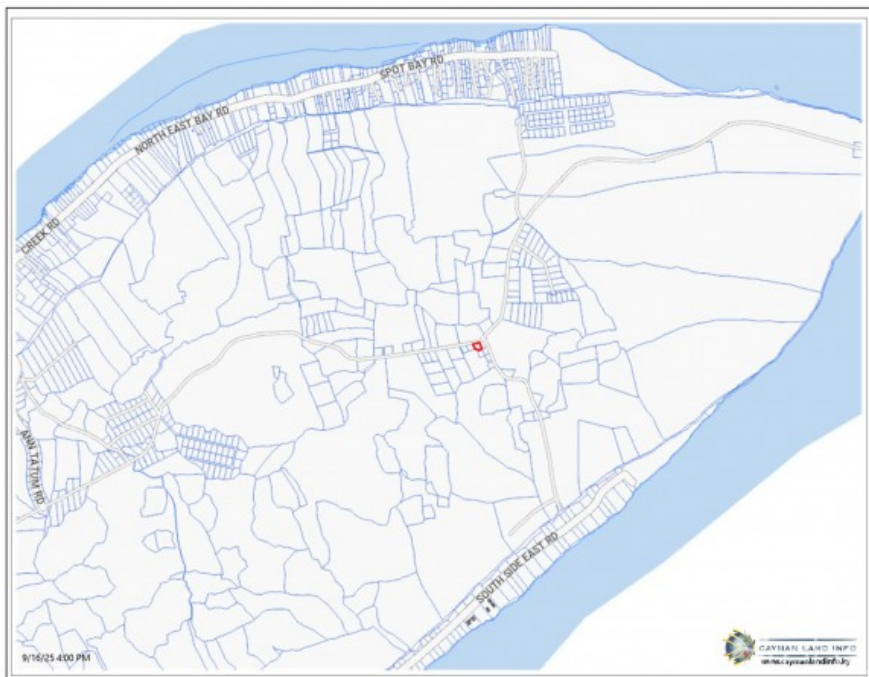 SPOT BAY RD
NORTH EAST BAY RD
CREEK RD
ANN TATUM RD
SOUTH SIDE EAST RD
9/16/25 4:00 PM
CAYMAN LAND INFO
www.caymanlandinfo.ky